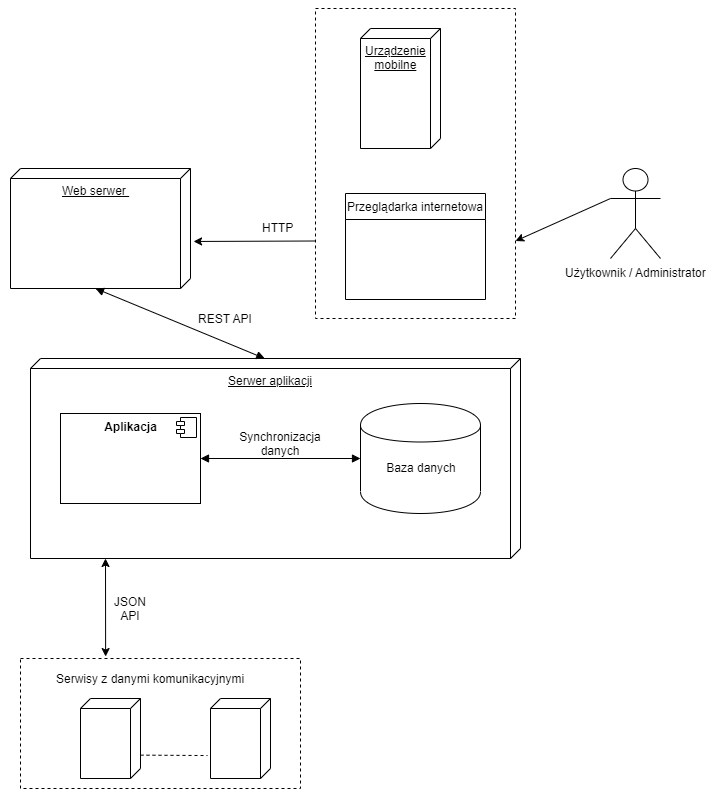 Urządzenie
mobilne
Web serwer
Przeglądarka internetowa
HTTP
Użytkownik / Administrator
REST API
Serwer aplikacji
Aplikacja
Synchronizacja
danych
Baza danych
JSON
API
Serwisy z danymi komunikacyjnymi